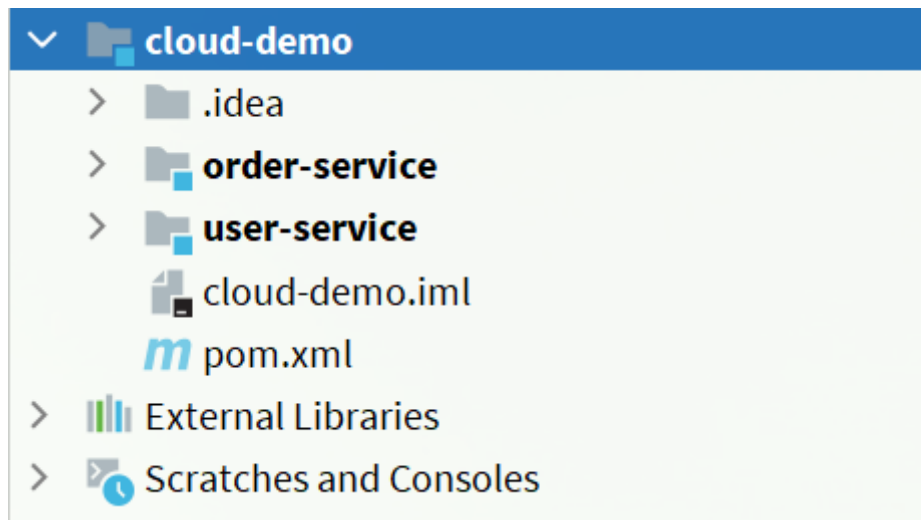 cloud-demo
.idea
order-service
user-service
cloud-demo.iml
pom.xml
External Libraries
Scratches and Consoles